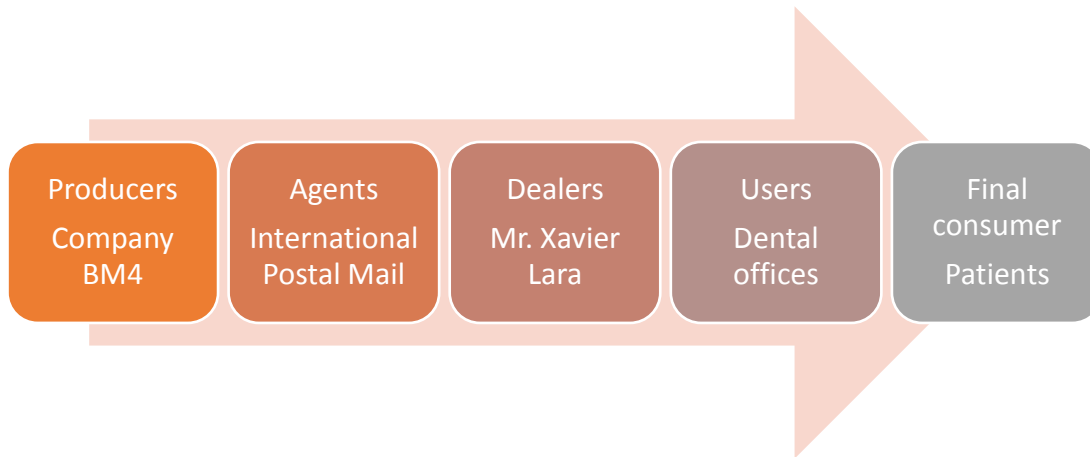 Producers
Company
BM4
Agents
International
Postal Mail
Dealers
Mr. Xavier
Lara
Users
Dental
offices
Final
consumer
Patients